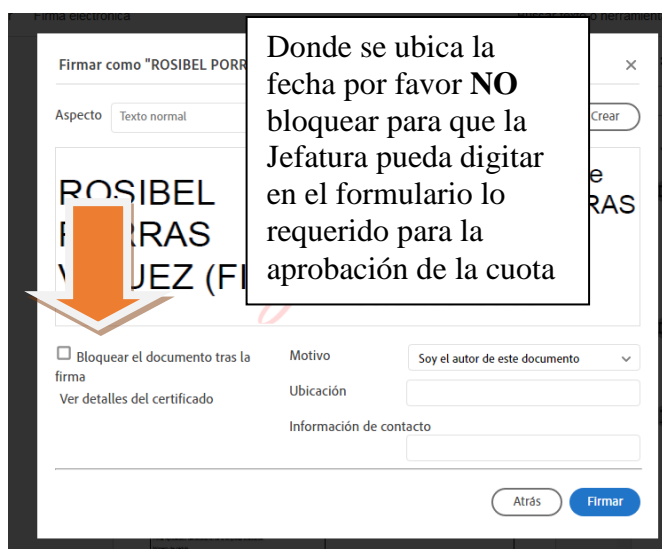 Firma electrónica
Firmar como "ROSIBEL PORR
Donde se ubica la
fecha por favor NO
bloquear para que la
Jefatura pueda digitar
en el formulario lo
requerido para la
aprobación de la cuota
Aspecto
Texto normal
Crear
ROSIBEL
RRAS
UEZ (FI
e
RAS
Bloquear el documento tras la
firma
Ver detalles del certificado
Motivo
Soy el autor de este documento
Ubicación
Información de contacto
Atrás
Firmar